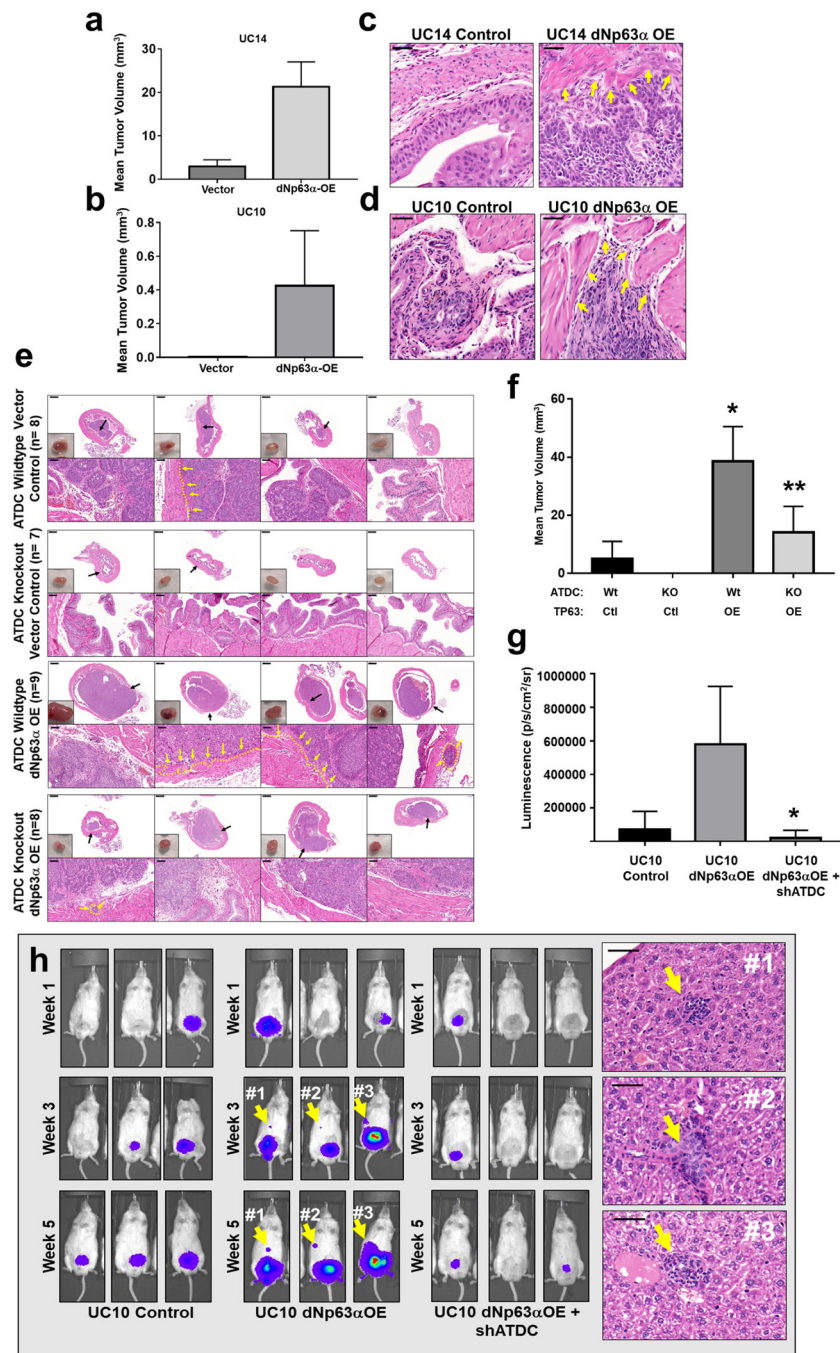 a
UC14
Mean Tumor Volume (mm³)
30
20
10
0
Vector
dNp63α-OE
b
UC10
Mean Tumor Volume (mm³)
0.8
0.6
0.4
0.2
0.0
Vector
dNp63α-OE
c
UC14 Control
UC14 dNp63α OE
d
UC10 Control
UC10 dNp63α OE
e
ATDC Wildtype Vector
Control (n= 8)
ATDC Knockout
Vector Control (n= 7)
ATDC Wildtype
dNp63α OE (n=9)
ATDC Knockout
dNp63α OE (n=8)
f
Mean Tumor Volume (mm³)
60
40
20
0
*
**
ATDC: Wt KO Wt KO
TP63: Ctl Ctl OE OE
g
Luminescence (p/s/cm²/sr)
1000000
800000
600000
400000
200000
*
UC10
Control
UC10
dNp63αOE
UC10
dNp63αOE +
shATDC
h
Week 1
Week 1
Week 1
Week 3
Week 3
#1
#2
#3
Week 3
Week 5
Week 5
#1
#2
#3
Week 5
UC10 Control
UC10 dNp63αOE
UC10 dNp63αOE +
shATDC
#1
#2
#3